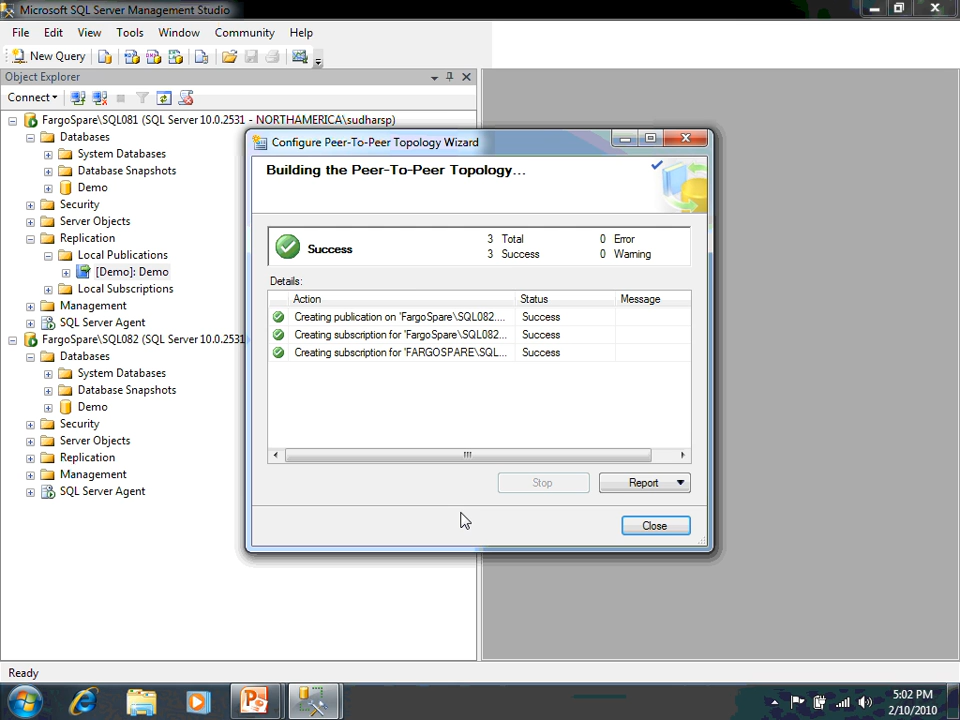 Microsoft SQL Server Management Studio
File Edit View Tools Window Community Help
New Query
Object Explorer
Connect
FargoSpare\SQL081 (SQL Server 10.0.2531 - NORTHAMERICA\sudharsp)
Databases
System Databases
Database Snapshots
Demo
Security
Server Objects
Replication
Local Publications
[Demo]: Demo
Local Subscriptions
Management
SQL Server Agent
FargoSpare\SQL082 (SQL Server 10.0.2531
Databases
System Databases
Database Snapshots
Demo
Security
Server Objects
Replication
Management
SQL Server Agent
Configure Peer-To-Peer Topology Wizard
Building the Peer-To-Peer Topology...
Success
3 Total 0 Error
3 Success 0 Warning
Details:
Action Status Message
Creating publication on 'FargoSpare\SQL082.... Success
Creating subscription for 'FargoSpare\SQL082... Success
Creating subscription for 'FARGOSPARE\SQL... Success
Stop Report
Close
Ready
5:02 PM
2/10/2010